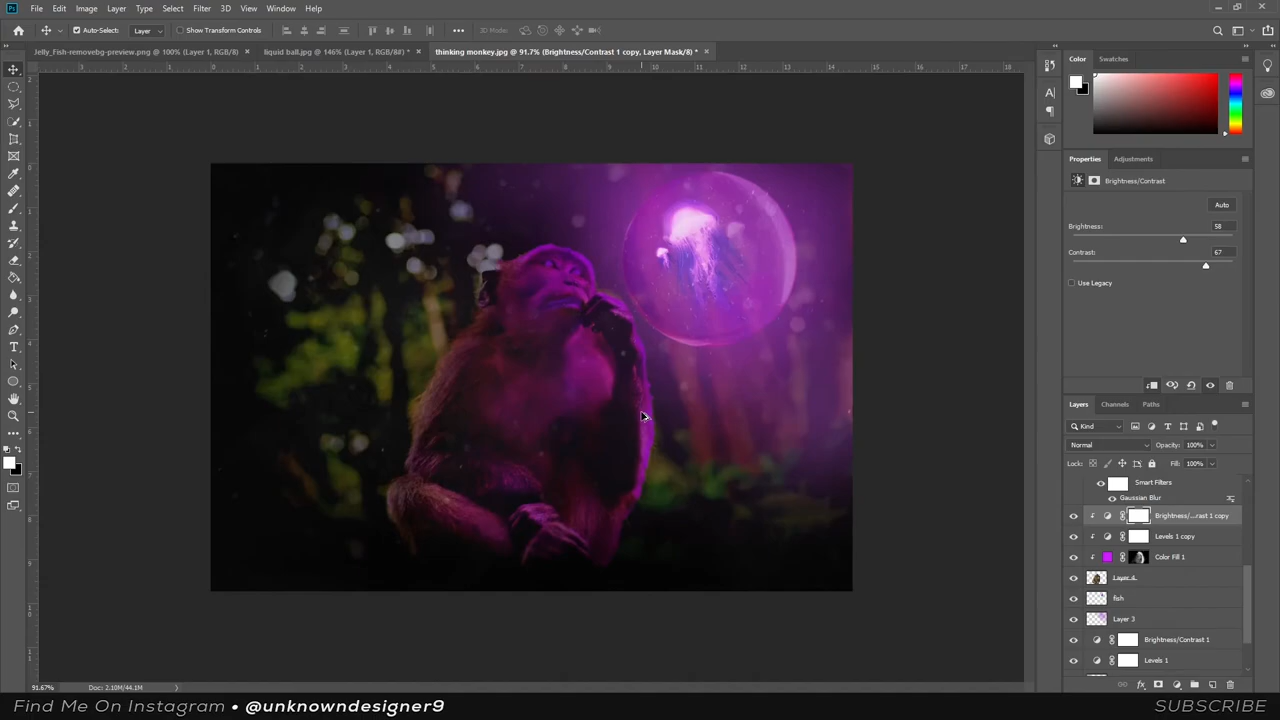 File Edit Image Layer Type Select Filter 3D View Window Help
Auto-Select: Layer Show Transform Controls 3D Mode:
Jelly_Fish-removebg-preview.png @ 100% (Layer 1, RGB/8) × liquid ball.jpg @ 146% (Layer 1, RGB/8#) * × thinking monkey.jpg @ 91.7% (Brightness/Contrast 1 copy, Layer Mask/8) * ×
Color Swatches
Properties Adjustments
Brightness/Contrast
Auto
Brightness: 58
Contrast: 67
Use Legacy
Layers Channels Paths
Kind
Normal Opacity: 100%
Lock: Fill: 100%
Smart Filters
Gaussian Blur
Brightness/...rast 1 copy
Levels 1 copy
Color Fill 1
Layer 4
fish
Layer 3
Brightness/Contrast 1
Levels 1
91.67% Doc: 2.10M/44.1M
Find Me On Instagram • @unknowndesigner9 SUBSCRIBE